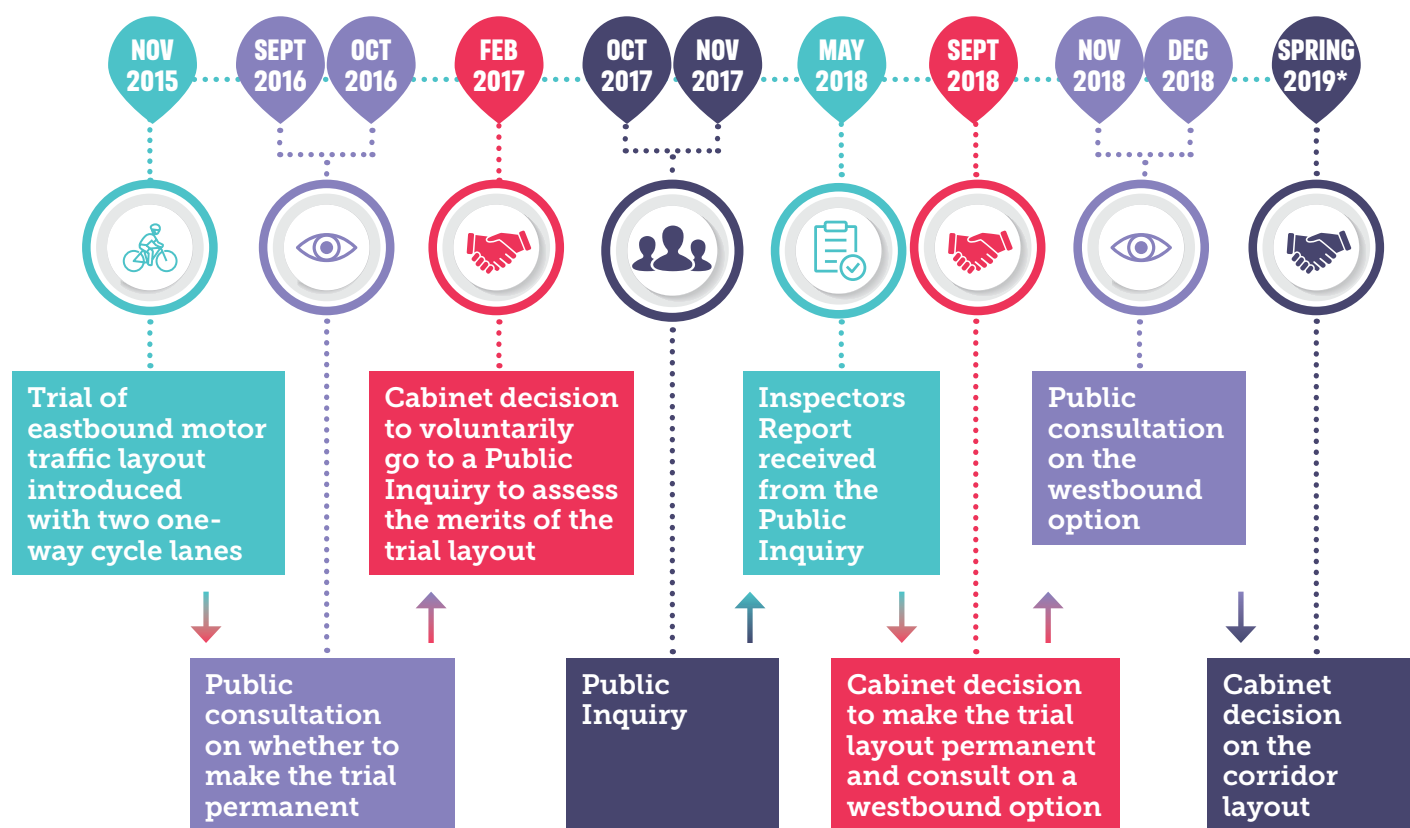 NOV
2015
SEPT
2016
OCT
2016
FEB
2017
OCT
2017
NOV
2017
MAY
2018
SEPT
2018
NOV
2018
DEC
2018
SPRING
2019*
Trial of
eastbound motor
traffic layout
introduced
with two one-
way cycle lanes
Public
consultation
on whether to
make the trial
permanent
Cabinet decision
to voluntarily
go to a Public
Inquiry to assess
the merits of the
trial layout
Public
Inquiry
Inspectors
Report
received
from the
Public
Inquiry
Cabinet decision
to make the trial
layout permanent
and consult on a
westbound option
Public
consultation
on the
westbound
option
Cabinet
decision
on the
corridor
layout